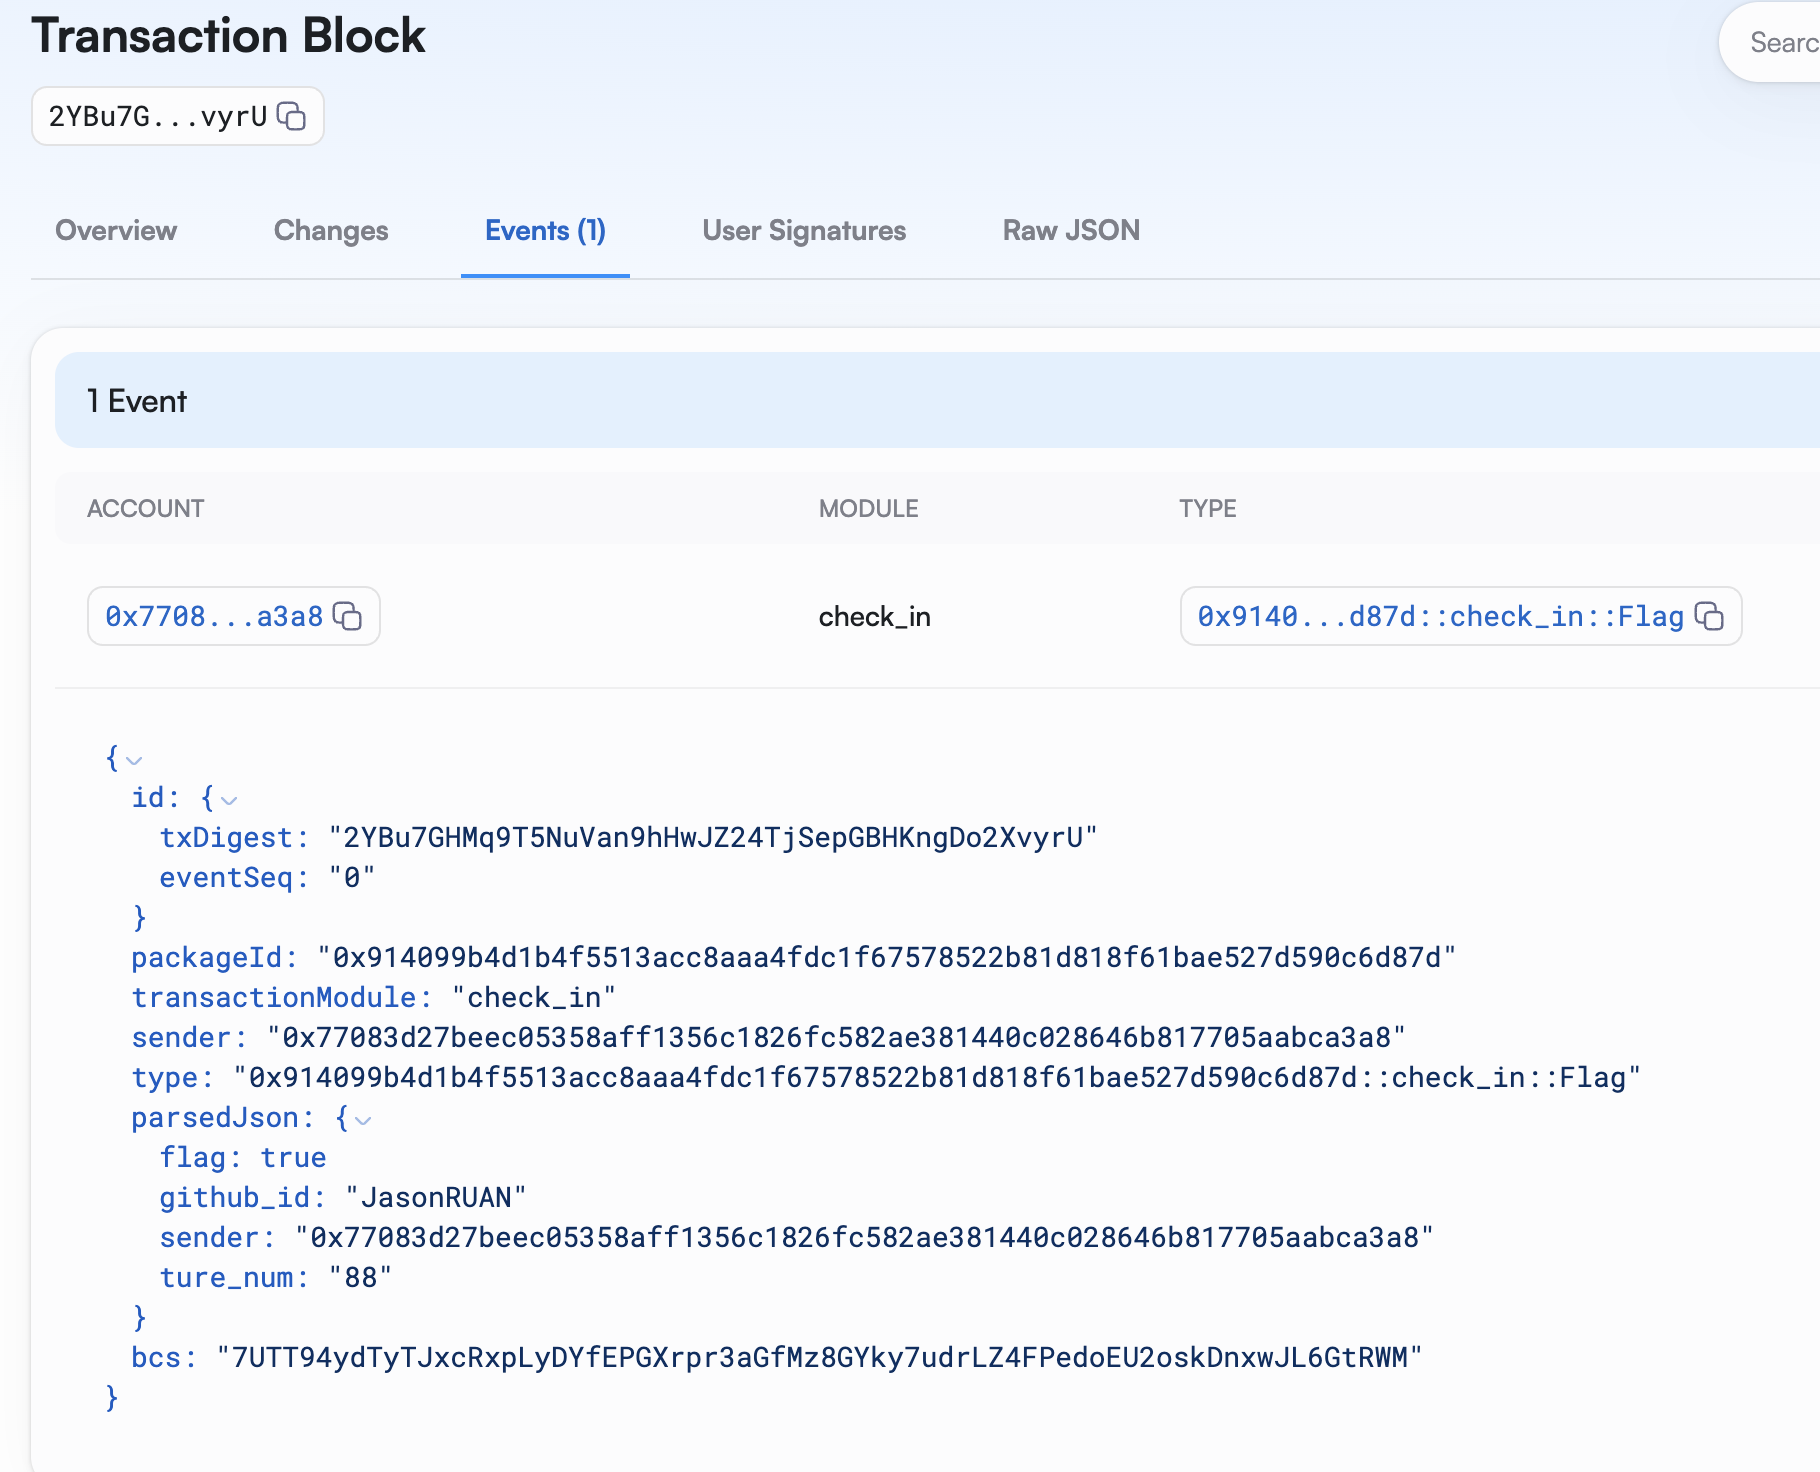 Transaction Block
Searc
2YBu7G...vyrU
Overview
Changes
Events (1)
User Signatures
Raw JSON
1 Event
ACCOUNT
MODULE
TYPE
0x7708...a3a8
check_in
0x9140...d87d::check_in::Flag
{
id: {
txDigest: "2YBu7GHMq9T5NuVan9hHwJZ24TjSepGBHKngDo2XvyrU"
eventSeq: "0"
}
packageId: "0x914099b4d1b4f5513acc8aaa4fdc1f67578522b81d818f61bae527d590c6d87d"
transactionModule: "check_in"
sender: "0x77083d27beec05358aff1356c1826fc582ae381440c028646b817705aabca3a8"
type: "0x914099b4d1b4f5513acc8aaa4fdc1f67578522b81d818f61bae527d590c6d87d::check_in::Flag"
parsedJson: {
flag: true
github_id: "JasonRUAN"
sender: "0x77083d27beec05358aff1356c1826fc582ae381440c028646b817705aabca3a8"
ture_num: "88"
}
bcs: "7UTT94ydTyTJxcRxpLyDYfEPGXrpr3aGfMz8GYky7udrLZ4FPedoEU2oskDnxwJL6GtRWM"
}